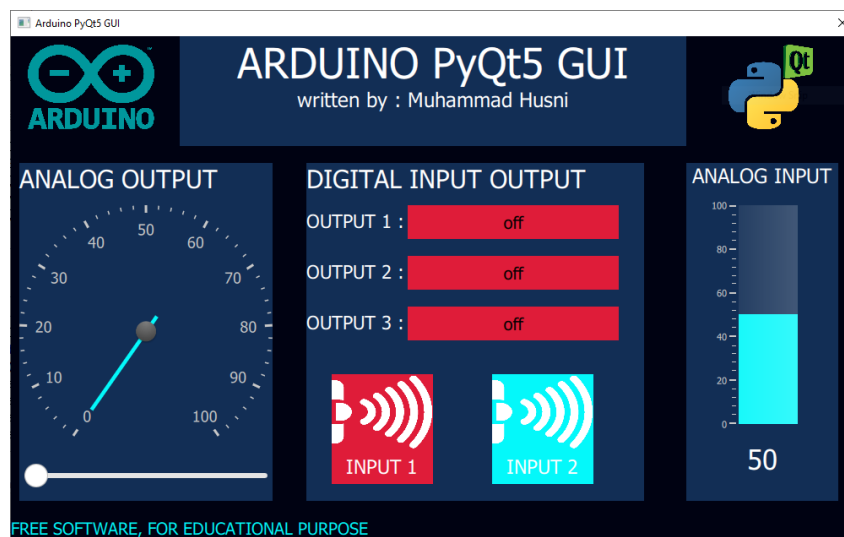 Arduino PyQt5 GUI
ARDUINO
ARDUINO PyQt5 GUI
written by : Muhammad Husni
Qt
ANALOG OUTPUT
0
10
20
30
40
50
60
70
80
90
100
DIGITAL INPUT OUTPUT
OUTPUT 1 : off
OUTPUT 2 : off
OUTPUT 3 : off
INPUT 1
INPUT 2
ANALOG INPUT
100
80
60
40
20
0
50
FREE SOFTWARE, FOR EDUCATIONAL PURPOSE